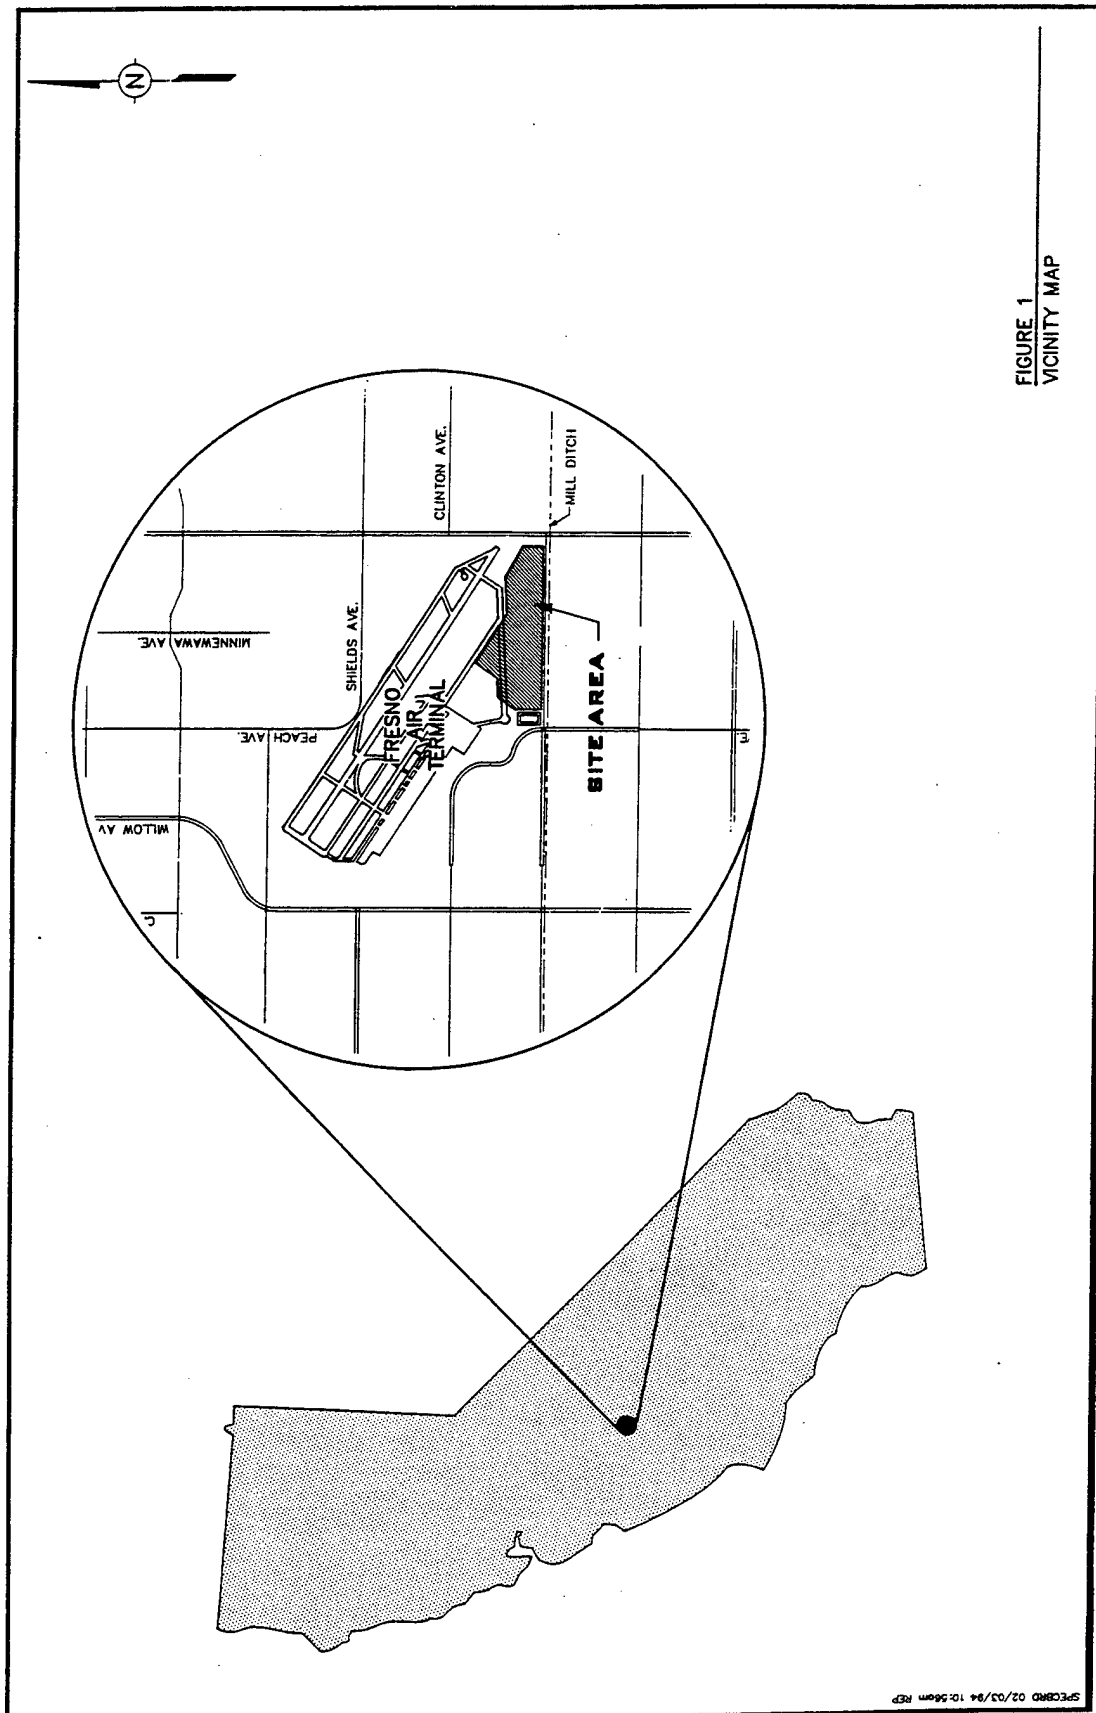 N
MINNEWAWA AVE.
SHIELDS AVE.
CLINTON AVE.
MILL DITCH
PEACH AVE.
WILLOW AV
FRESNO
AIR
TERMINAL
SITE AREA
FIGURE 1
VICINITY MAP
SPECBRD 02/03/94 10:56am REP